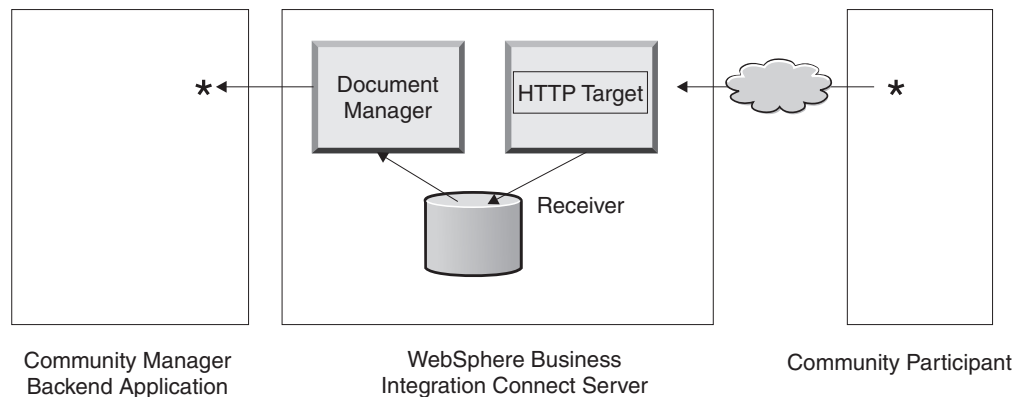 *
Document
Manager
HTTP Target
*
Receiver
Community Manager
Backend Application
WebSphere Business
Integration Connect Server
Community Participant